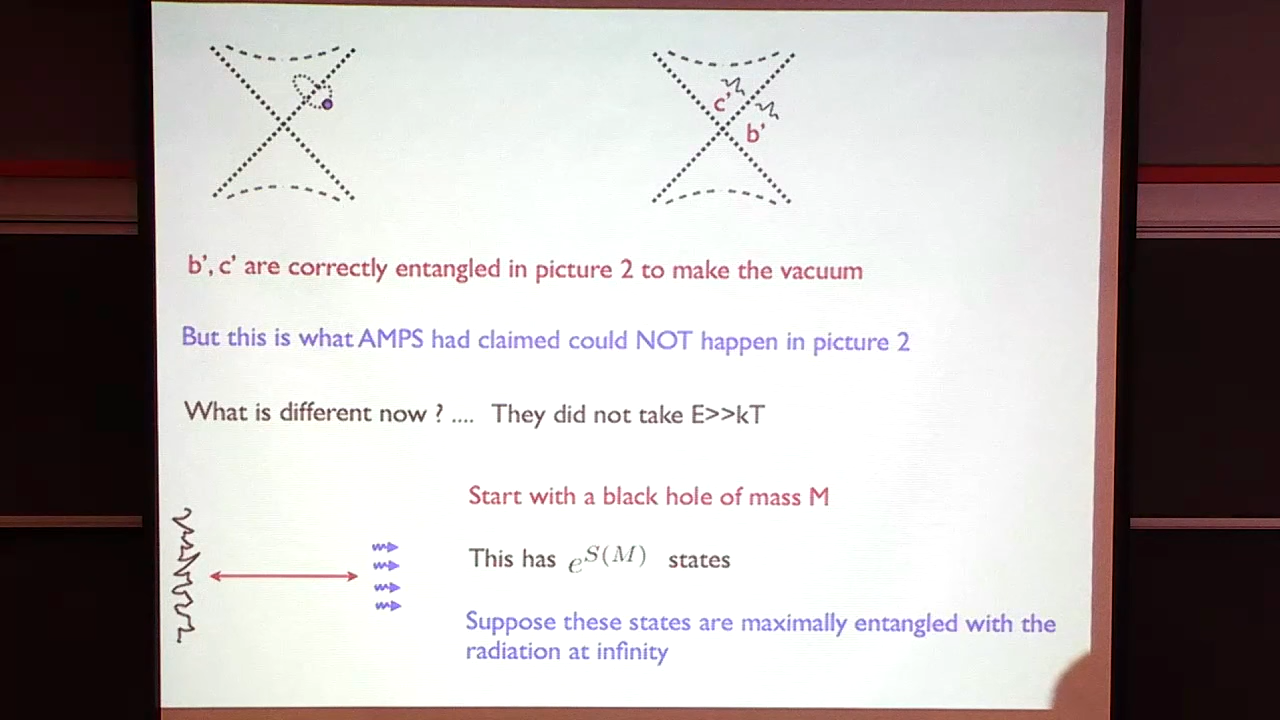 c'
b'
b', c' are correctly entangled in picture 2 to make the vacuum
But this is what AMPS had claimed could NOT happen in picture 2
What is different now ? .... They did not take E>>kT
Start with a black hole of mass M
This has e^{S(M)} states
Suppose these states are maximally entangled with the
radiation at infinity